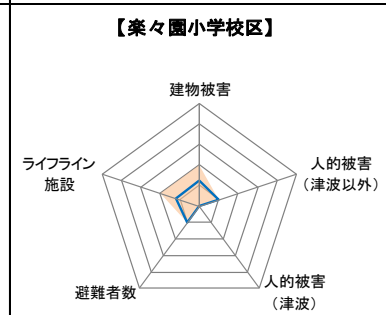 【楽々園小学校区】
建物被害
人的被害
（津波以外）
人的被害
（津波）
避難者数
ライフライン
施設